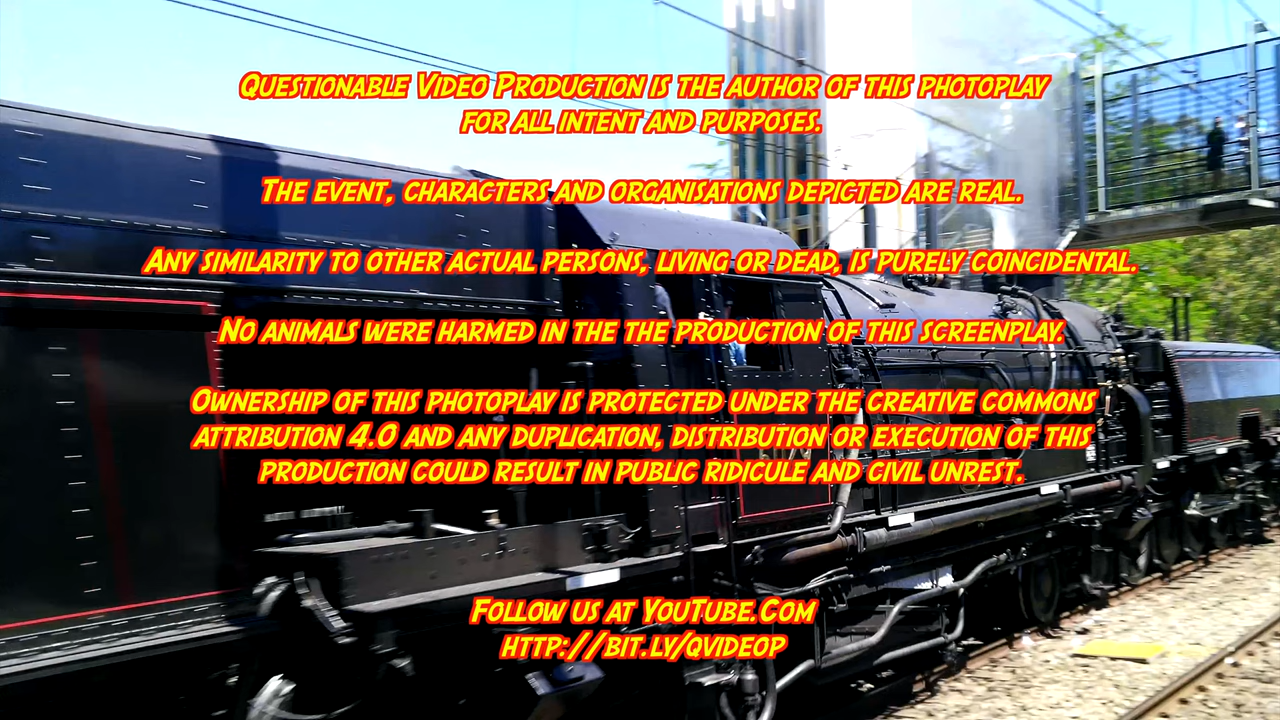 Questionable Video Production is the author of this photoplay
for all intent and purposes.
The event, characters and organisations depicted are real.
Any similarity to other actual persons, living or dead, is purely coincidental.
No animals were harmed in the the production of this screenplay.
Ownership of this photoplay is protected under the creative commons
attribution 4.0 and any duplication, distribution or execution of this
production could result in public ridicule and civil unrest.
Follow us at YouTube.Com
http://bit.ly/qvideop